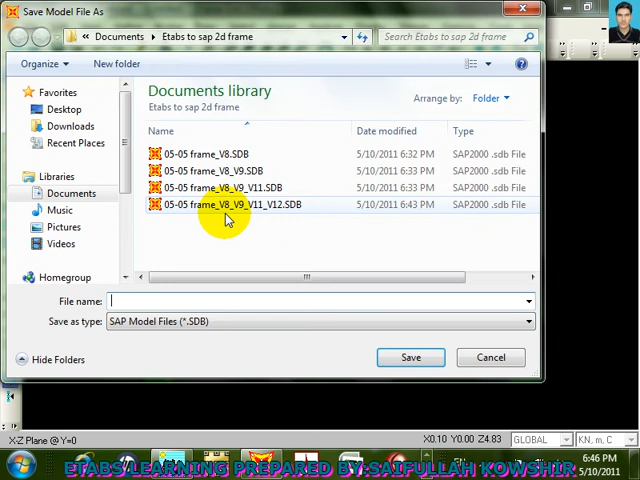 Save Model File As
Documents
Etabs to sap 2d frame
Search Etabs to sap 2d frame
Organize
New folder
Favorites
Desktop
Downloads
Recent Places
Libraries
Documents
Music
Pictures
Videos
Homegroup
Documents library
Etabs to sap 2d frame
Arrange by: Folder
Name Date modified Type
05-05 frame_V8.SDB 5/10/2011 6:32 PM SAP2000 .sdb File
05-05 frame_V8_V9.SDB 5/10/2011 6:33 PM SAP2000 .sdb File
05-05 frame_V8_V9_V11.SDB 5/10/2011 6:33 PM SAP2000 .sdb File
05-05 frame_V8_V9_V11_V12.SDB 5/10/2011 6:43 PM SAP2000 .sdb File
File name:
Save as type: SAP Model Files (*.SDB)
Hide Folders
Save
Cancel
X-Z Plane @ Y=0
X0.10 Y0.00 Z4.83
GLOBAL
KN, m, C
EN
6:46 PM
5/10/2011
ETABS LEARNING PREPARED BY:SAIFULLAH KOWSHIR